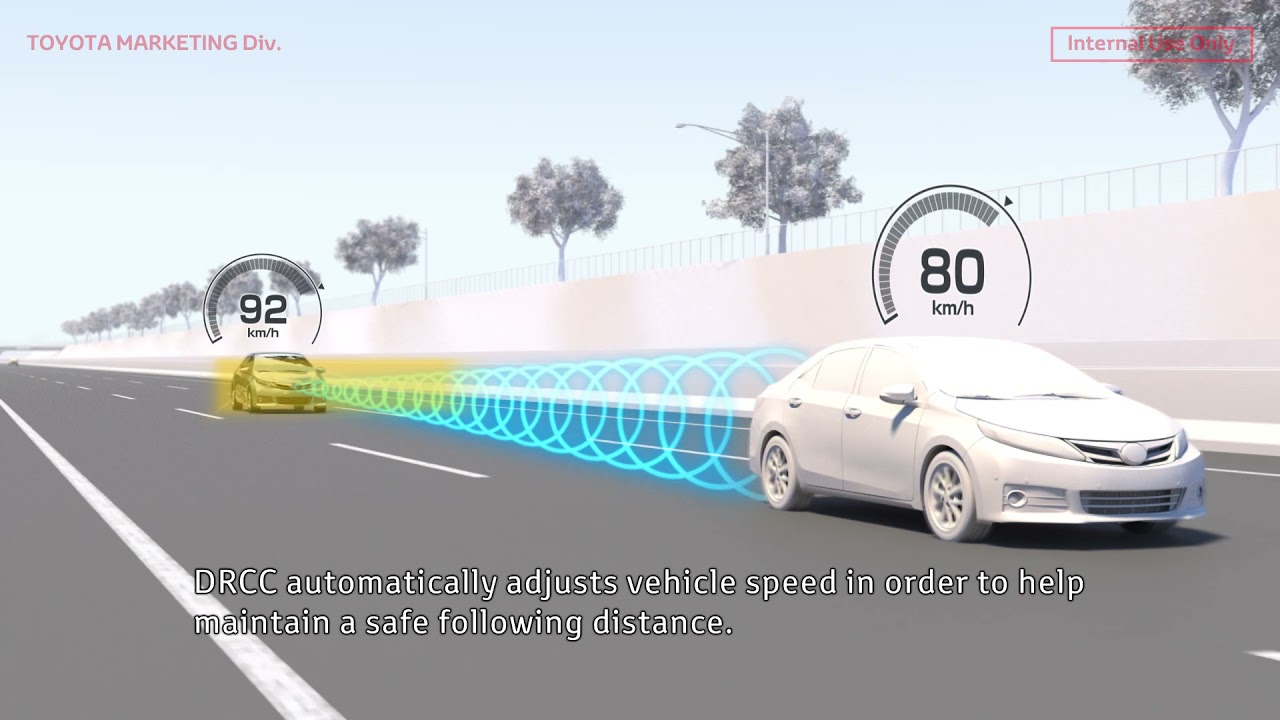 TOYOTA MARKETING Div.
Internal Use Only
80
km/h
92
km/h
DRCC automatically adjusts vehicle speed in order to help
maintain a safe following distance.